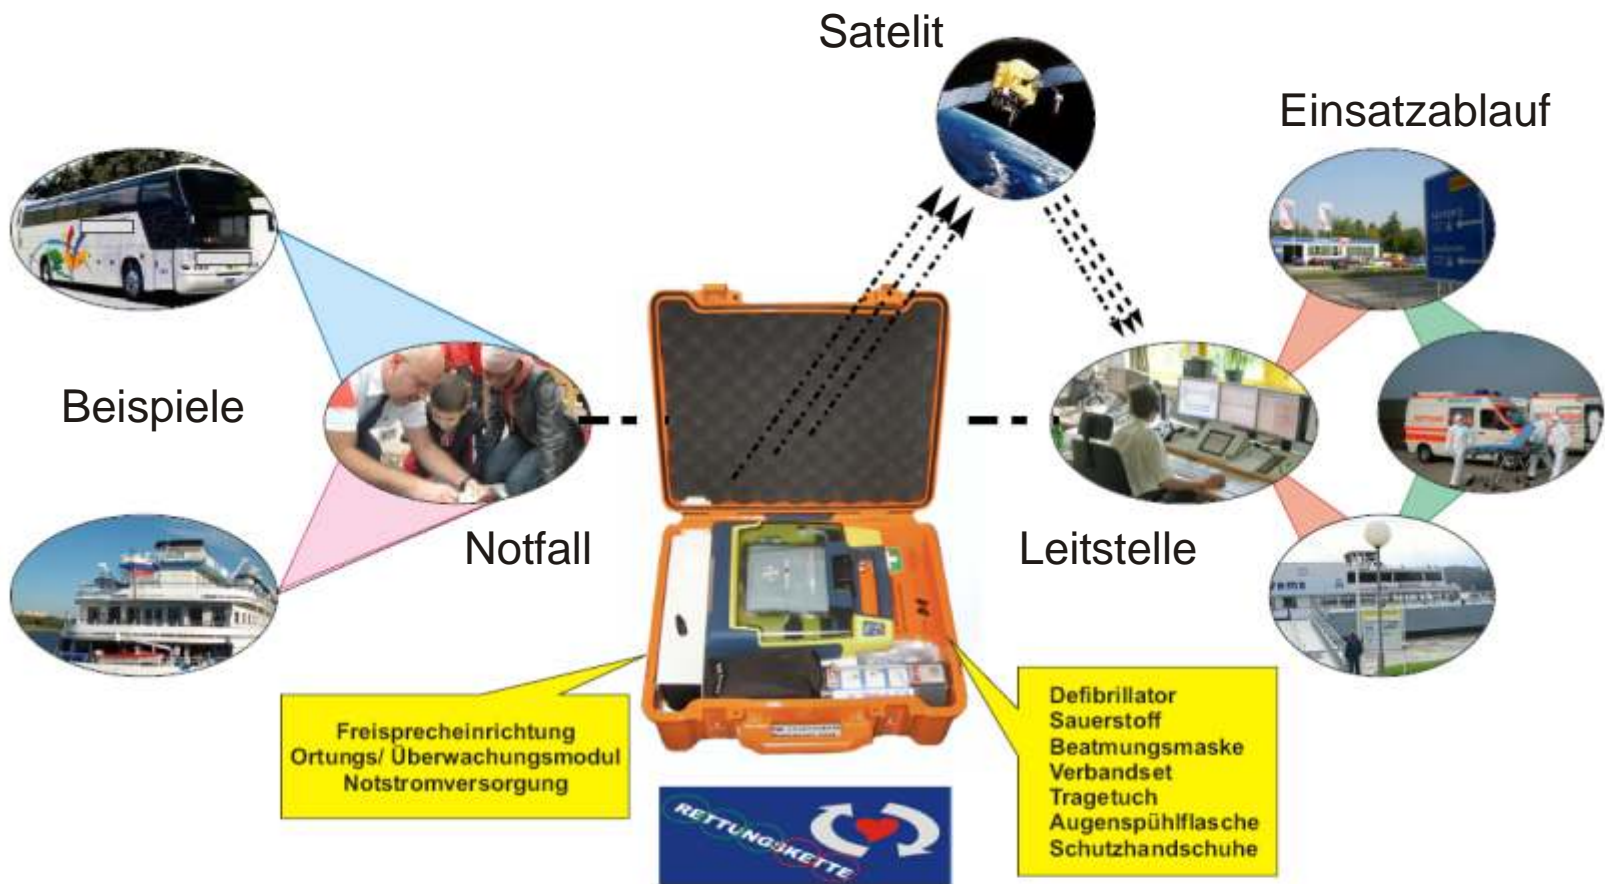 Satelit
Einsatzablauf
Beispiele
Notfall
Leitstelle
Freisprecheinrichtung
Ortungs/ Überwachungsmodul
Notstromversorgung
Defibrillator
Sauerstoff
Beatmungsmaske
Verbandset
Tragetuch
Augenspühlflasche
Schutzhandschuhe
RETTUNGSKETTE